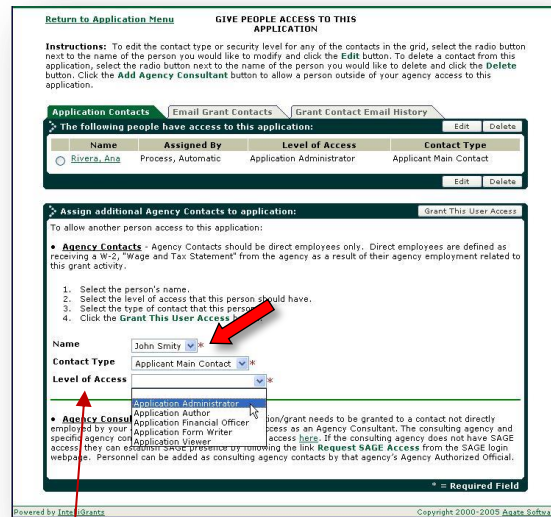 Return to Application Menu
GIVE PEOPLE ACCESS TO THIS
APPLICATION
Instructions: To edit the contact type or security level for any of the contacts in the grid, select the radio button
next to the name of the person you would like to modify and click the Edit button. To delete a contact from this
application, select the radio button next to the name of the person you would like to delete and click the Delete
button. Click the Add Agency Consultant button to allow a person outside of your agency access to this
application.
Application Contacts Email Grant Contacts Grant Contact Email History
The following people have access to this application: Edit Delete
Name Assigned By Level of Access Contact Type
Rivera, Ana Process, Automatic Application Administrator Applicant Main Contact
Edit Delete
Assign additional Agency Contacts to application: Grant This User Access
To allow another person access to this application:
• Agency Contacts - Agency Contacts should be direct employees only. Direct employees are defined as
receiving a W-2, "Wage and Tax Statement" from the agency as a result of their agency employment related to
this grant activity.
1. Select the person's name.
2. Select the level of access that this person should have.
3. Select the type of contact that this pers
4. Click the Grant This User Access b
Name John Smity *
Contact Type Applicant Main Contact *
Level of Access *
Application Administrator
Application Author
Application Financial Officer
Application Form Writer
Application Viewer
• Agency Consul ion/grant needs to be granted to a contact not directly
employed by your ccess as an Agency Consultant. The consulting agency and
specific agency con access here. If the consulting agency does not have SAGE
access they can establish SAGE presence by following the link Request SAGE Access from the SAGE login
webpage. Personnel can be added as consulting agency contacts by that agency's Agency Authorized Official.
* = Required Field
Powered by IntelliGrants Copyright 2000-2005 Agate Softwa